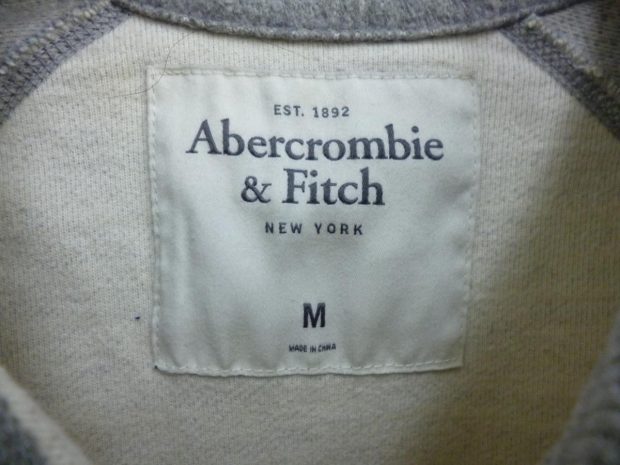 EST. 1892
Abercrombie
& Fitch
NEW YORK
M
MADE IN CHINA